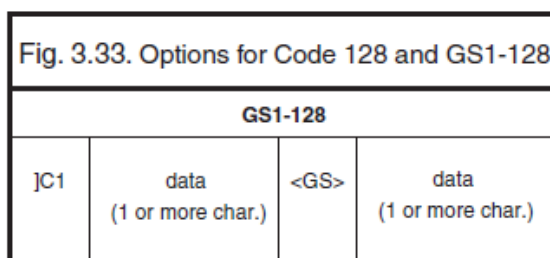 Fig. 3.33. Options for Code 128 and GS1-128
GS1-128
]C1 data <GS> data
(1 or more char.) (1 or more char.)